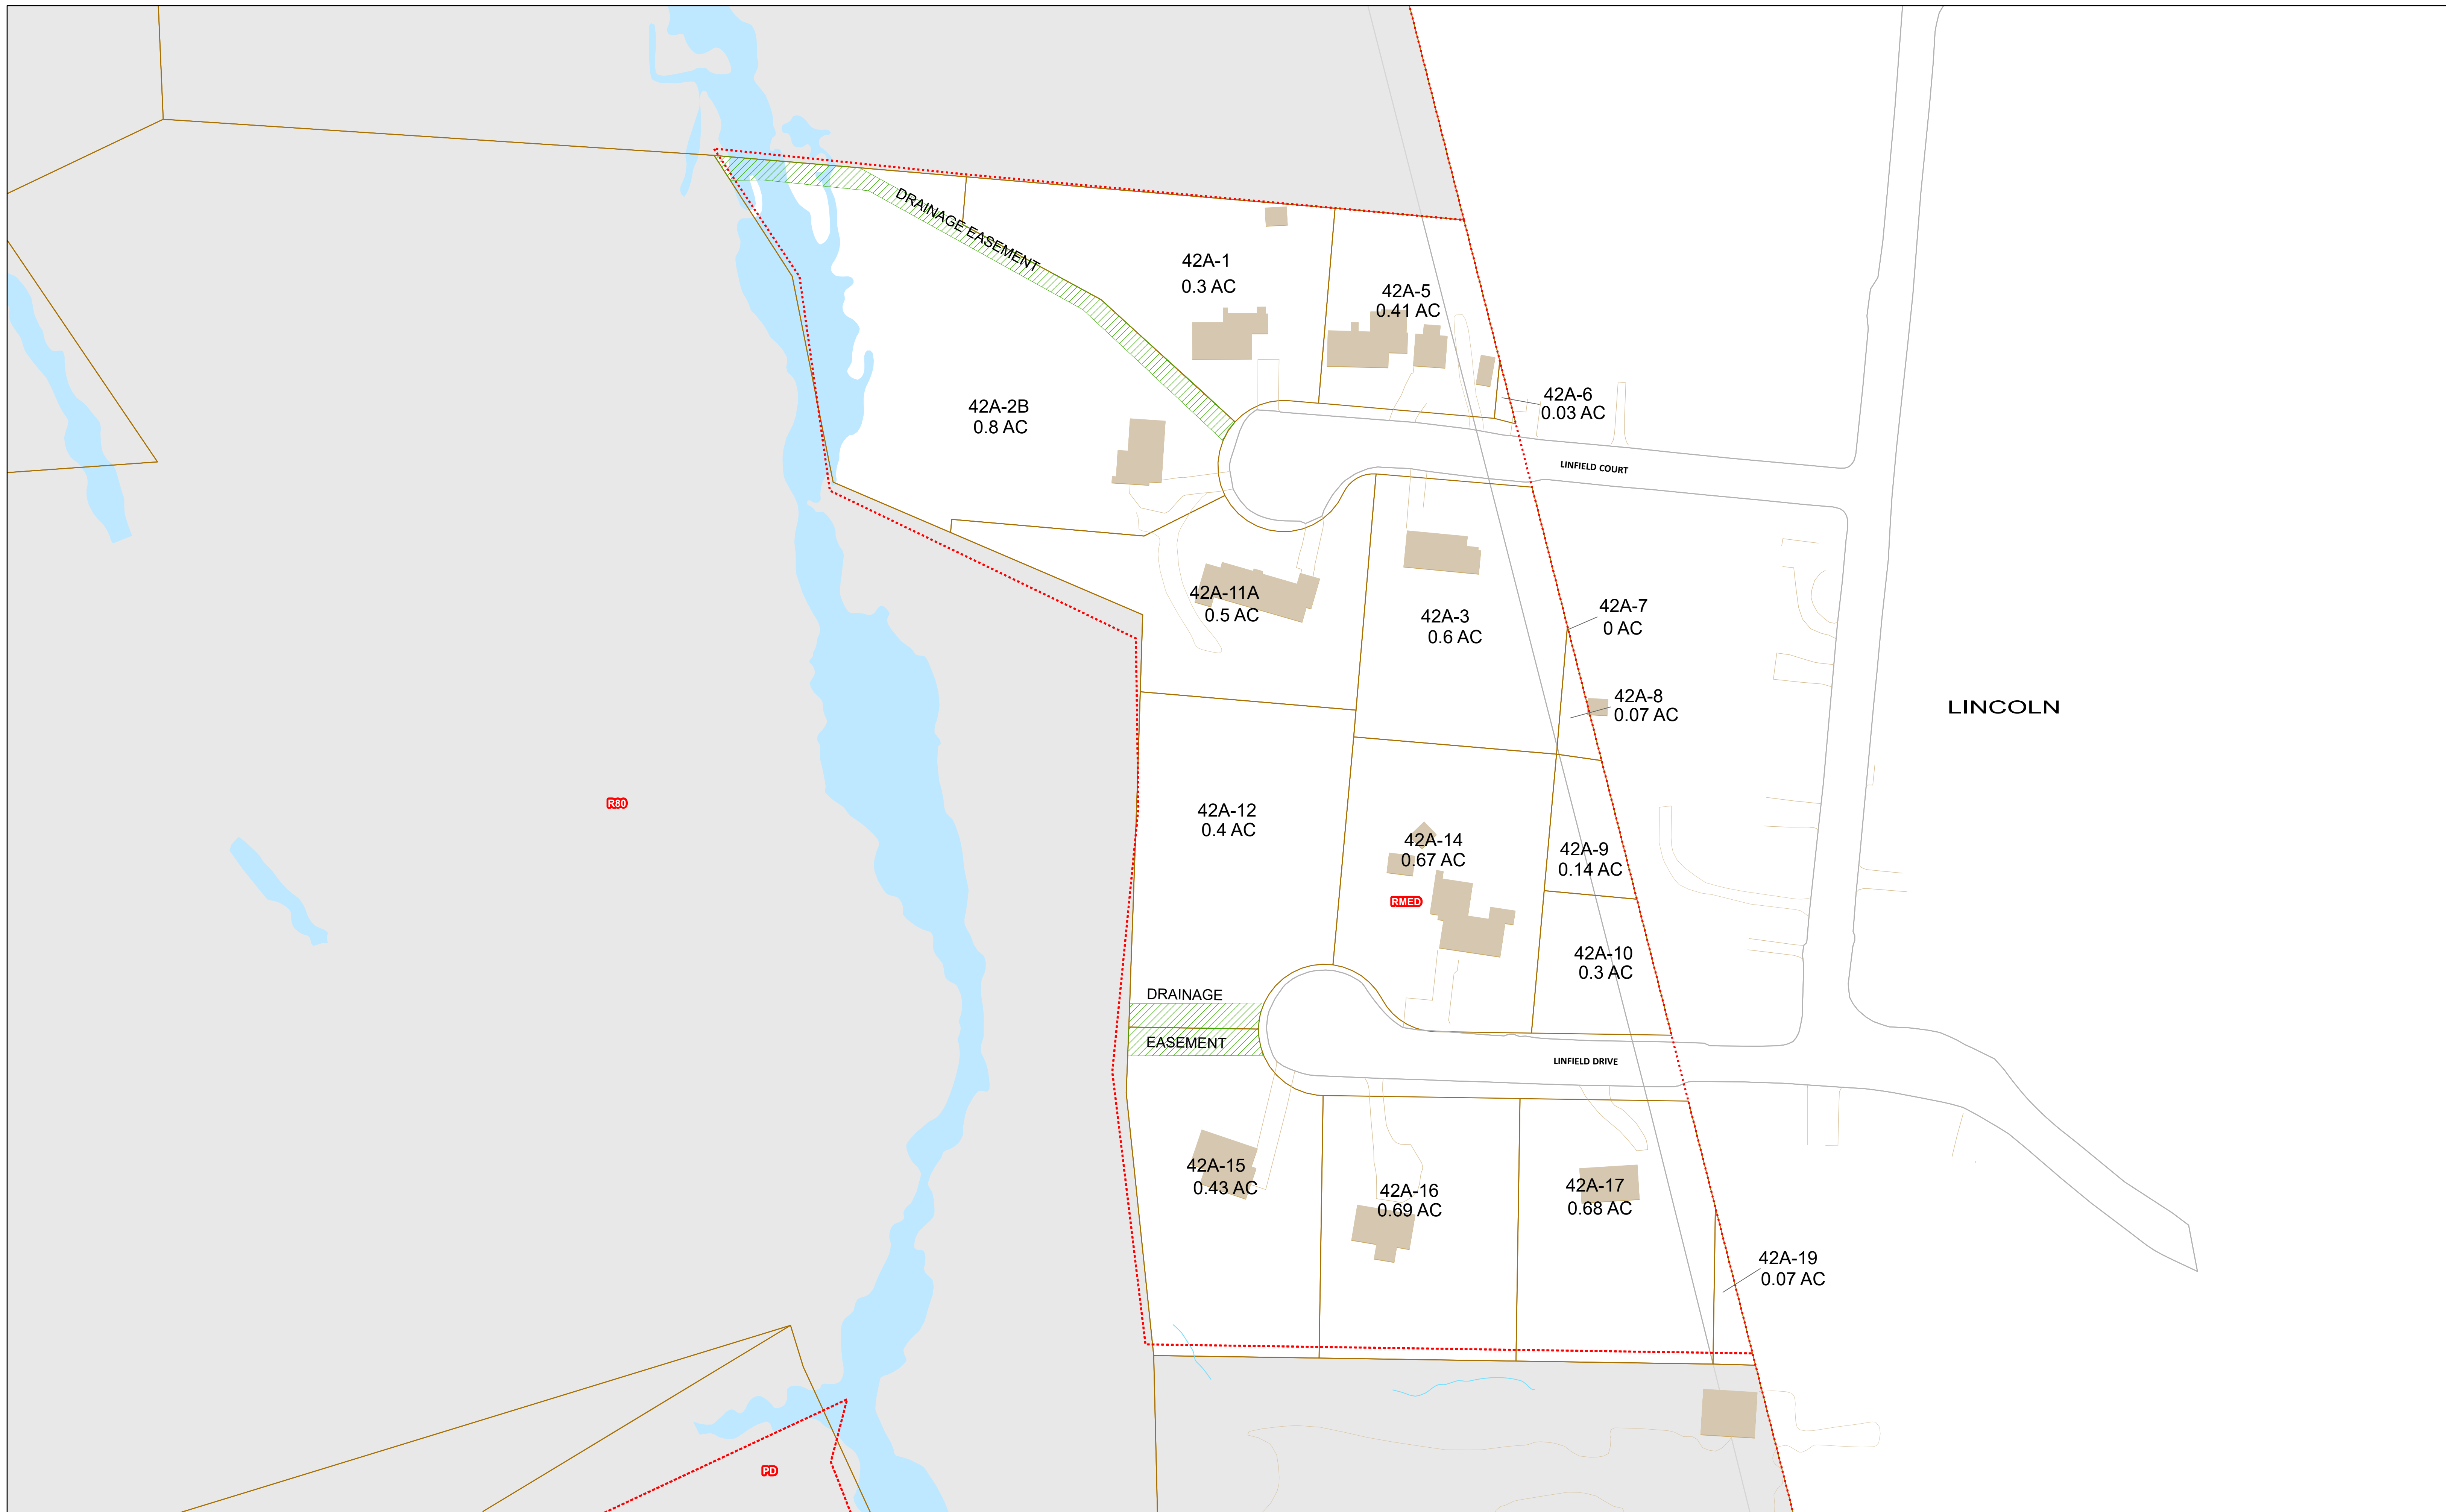 DRAINAGE EASEMENT
42A-1
0.3 AC
42A-5
0.41 AC
42A-6
0.03 AC
42A-2B
0.8 AC
LINFIELD COURT
42A-11A
0.5 AC
42A-3
0.6 AC
42A-7
0 AC
42A-8
0.07 AC
LINCOLN
R80
42A-12
0.4 AC
42A-14
0.67 AC
42A-9
0.14 AC
RMED
42A-10
0.3 AC
DRAINAGE
EASEMENT
LINFIELD DRIVE
42A-15
0.43 AC
42A-16
0.69 AC
42A-17
0.68 AC
42A-19
0.07 AC
PD